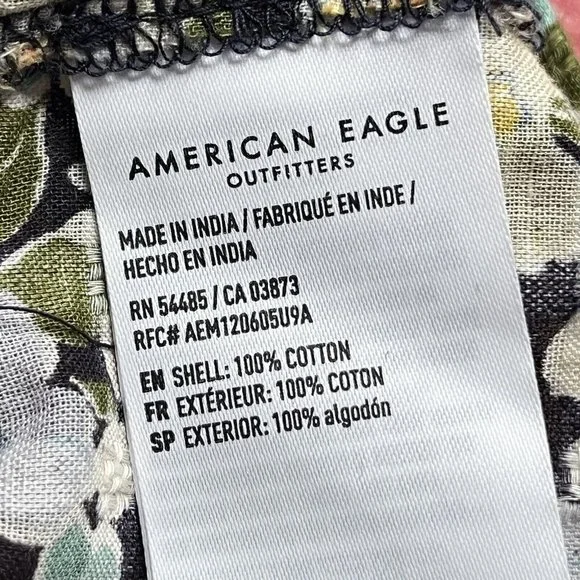 AMERICAN EAGLE
OUTFITTERS
MADE IN INDIA / FABRIQUÉ EN INDE /
HECHO EN INDIA
RN 54485 / CA 03873
RFC# AEM120605U9A
EN SHELL: 100% COTTON
FR EXTÉRIEUR: 100% COTON
SP EXTERIOR: 100% algodón